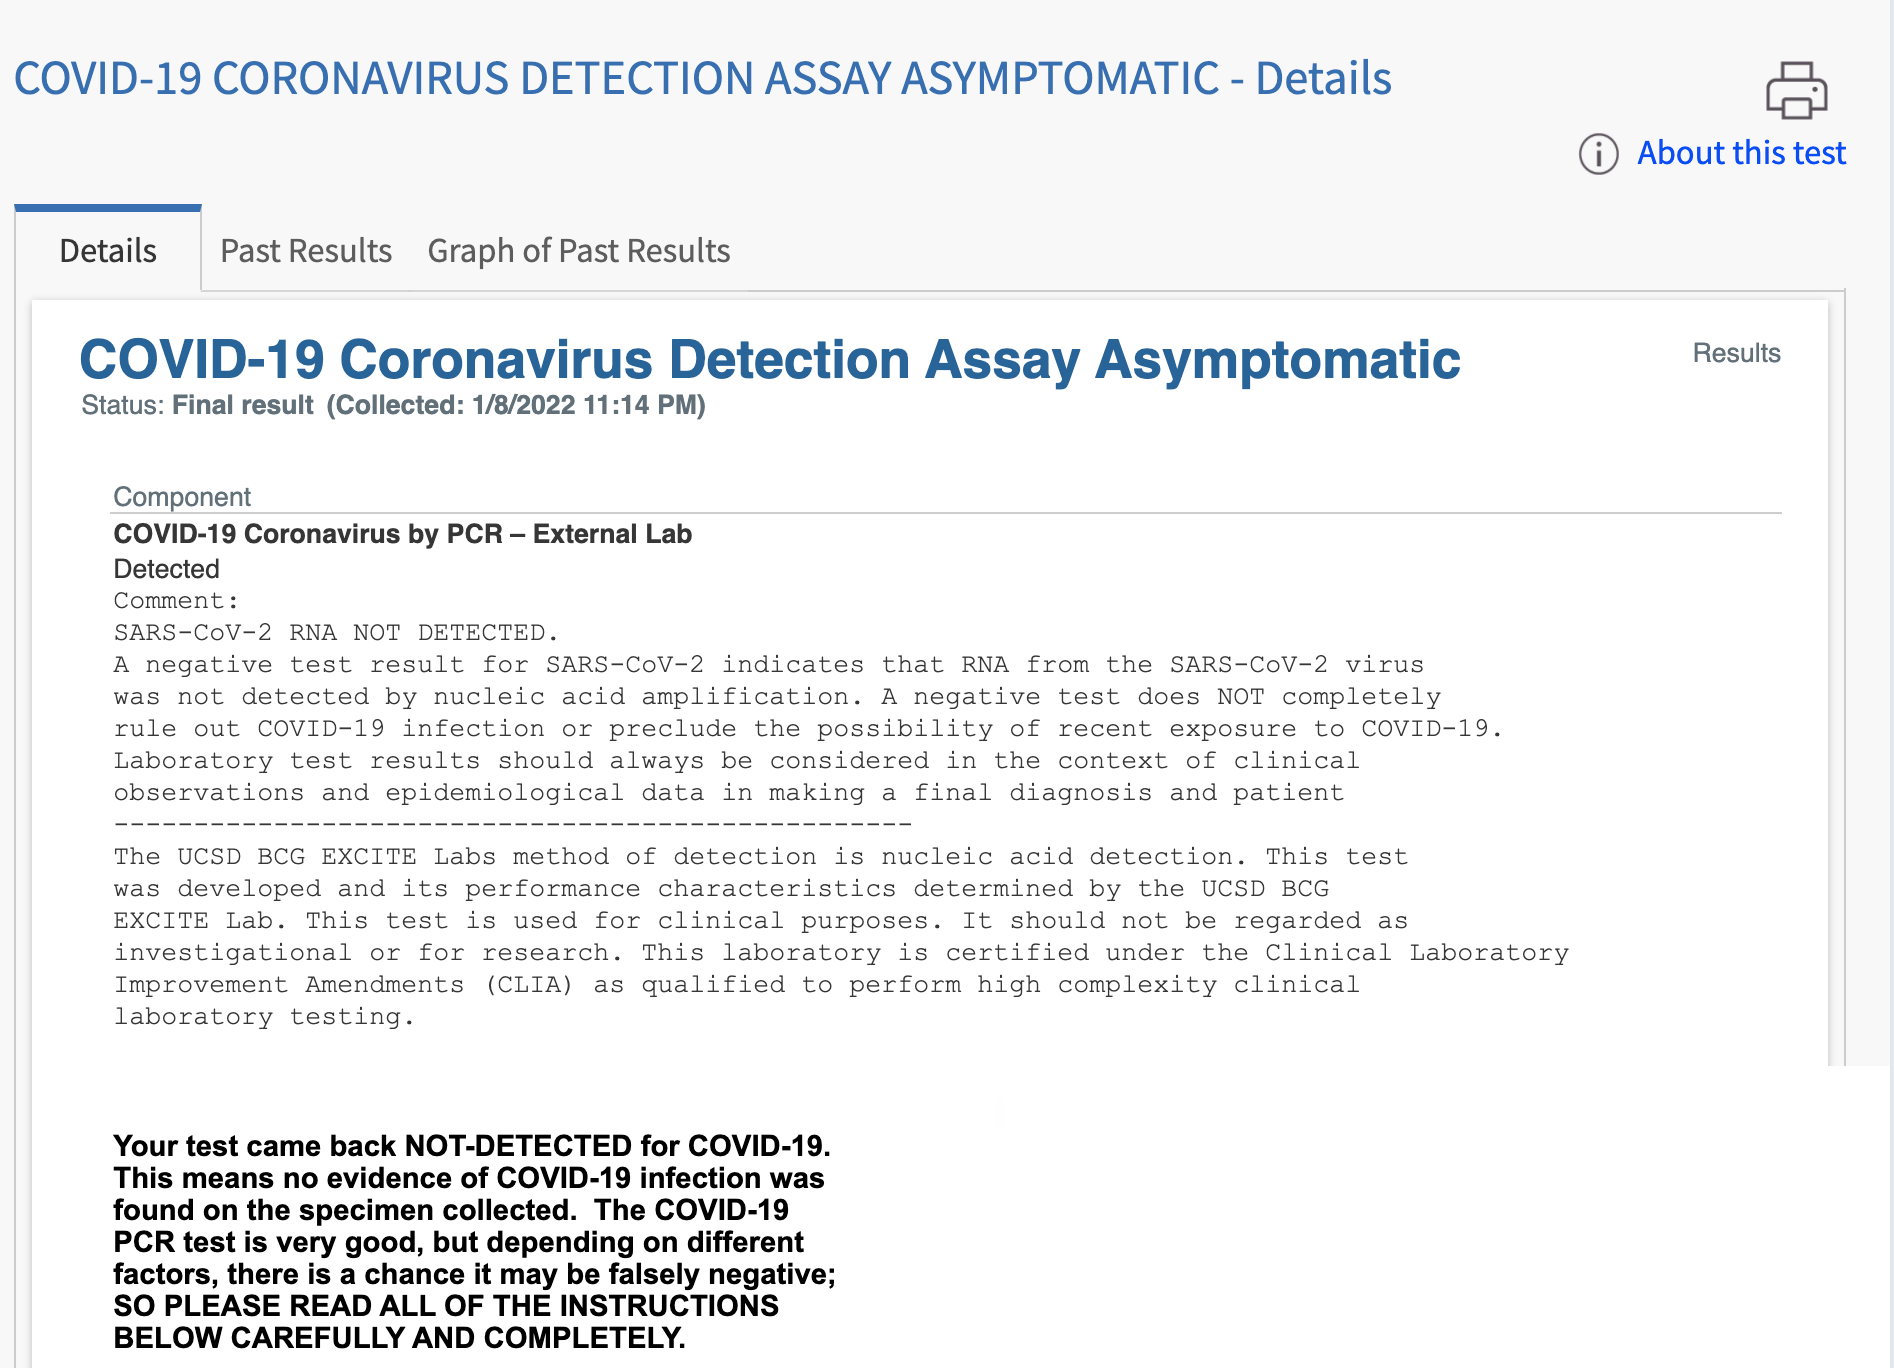 COVID-19 CORONAVIRUS DETECTION ASSAY ASYMPTOMATIC - Details
About this test
Details
Past Results
Graph of Past Results
COVID-19 Coronavirus Detection Assay Asymptomatic
Results
Status: Final result (Collected: 1/8/2022 11:14 PM)
Component
COVID-19 Coronavirus by PCR – External Lab
Detected
Comment:
SARS-CoV-2 RNA NOT DETECTED.
A negative test result for SARS-CoV-2 indicates that RNA from the SARS-CoV-2 virus
was not detected by nucleic acid amplification. A negative test does NOT completely
rule out COVID-19 infection or preclude the possibility of recent exposure to COVID-19.
Laboratory test results should always be considered in the context of clinical
observations and epidemiological data in making a final diagnosis and patient
--------------------------------------------------
The UCSD BCG EXCITE Labs method of detection is nucleic acid detection. This test
was developed and its performance characteristics determined by the UCSD BCG
EXCITE Lab. This test is used for clinical purposes. It should not be regarded as
investigational or for research. This laboratory is certified under the Clinical Laboratory
Improvement Amendments (CLIA) as qualified to perform high complexity clinical
laboratory testing.
Your test came back NOT-DETECTED for COVID-19.
This means no evidence of COVID-19 infection was
found on the specimen collected. The COVID-19
PCR test is very good, but depending on different
factors, there is a chance it may be falsely negative;
SO PLEASE READ ALL OF THE INSTRUCTIONS
BELOW CAREFULLY AND COMPLETELY.